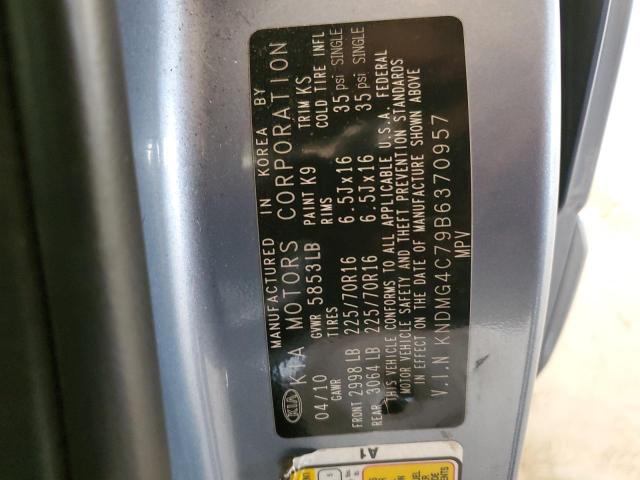 MANUFACTURED IN KOREA BY
KIA KIA MOTORS CORPORATION
04/10 GVWR 5853LB PAINT K9 TRIM KS
GAWR TIRES RIMS COLD TIRE INFL
FRONT 2998 LB 225/70R16 6.5Jx16 35 psi SINGLE
REAR 3064 LB 225/70R16 6.5Jx16 35 psi SINGLE
THIS VEHICLE CONFORMS TO ALL APPLICABLE U.S.A. FEDERAL
MOTOR VEHICLE SAFETY AND THEFT PREVENTION STANDARDS
IN EFFECT ON THE DATE OF MANUFACTURE SHOWN ABOVE
V.I.N KNDMG4C79B6370957
MPV
A1